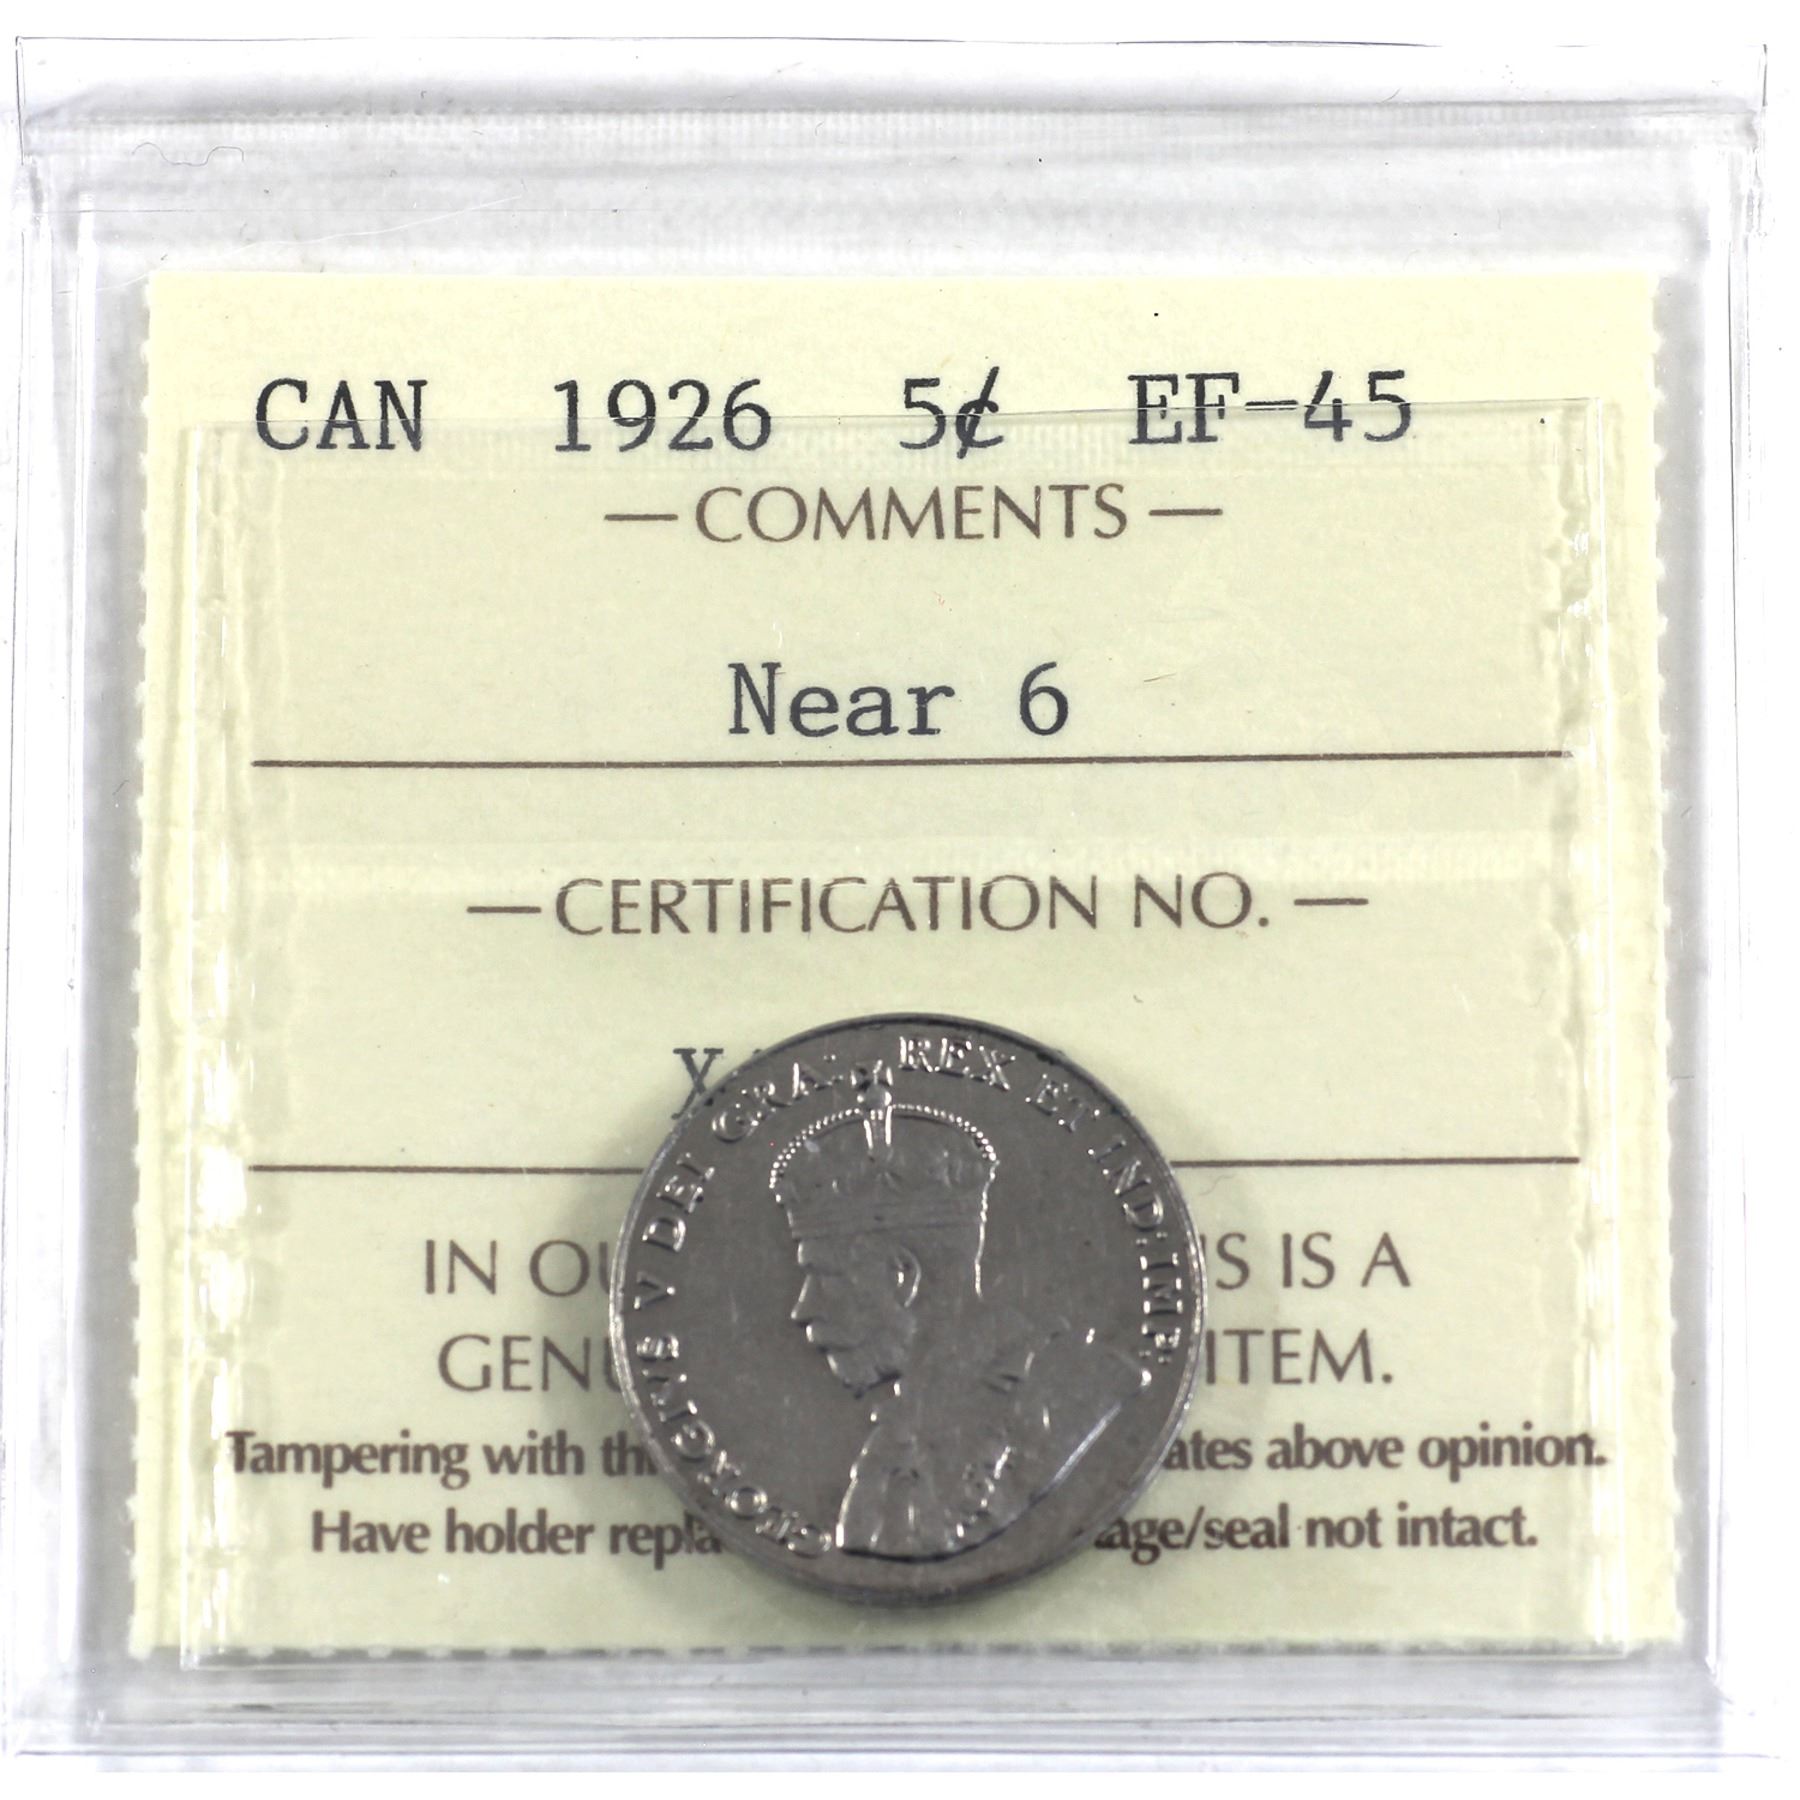 CAN 1926 5¢ EF-45
— COMMENTS —
Near 6
— CERTIFICATION NO. —
X
GEORGIVS V DEI GRA: REX ET IND: IMP:
IN OU S IS A
GENU ITEM.
Tampering with th ates above opinion.
Have holder repla age/seal not intact.